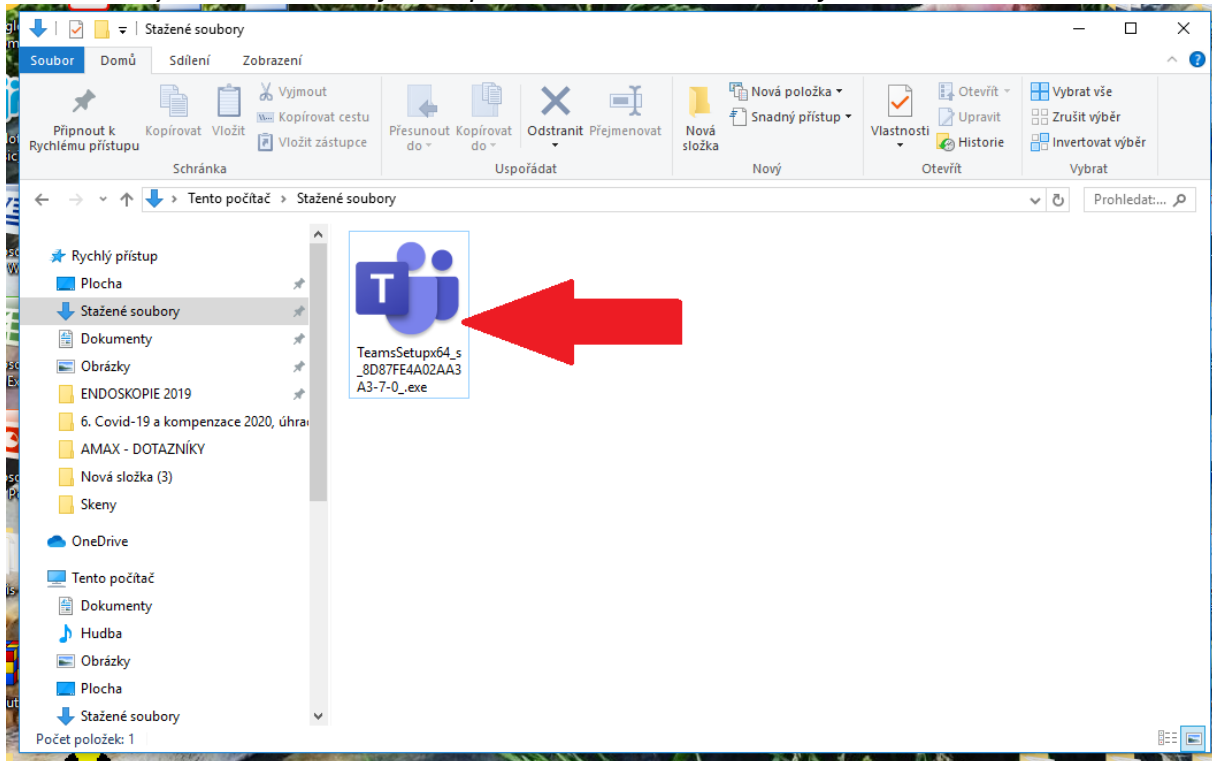 Stažené soubory
Soubor Domů Sdílení Zobrazení
Připnout k Rychlému přístupu
Kopírovat
Vložit
Vyjmout
Kopírovat cestu
Vložit zástupce
Schránka
Přesunout do
Kopírovat do
Odstranit
Přejmenovat
Uspořádat
Nová složka
Nová položka
Snadný přístup
Nový
Vlastnosti
Otevřít
Upravit
Historie
Otevřít
Vybrat vše
Zrušit výběr
Invertovat výběr
Vybrat
Tento počítač > Stažené soubory
Prohledat:...
Rychlý přístup
Plocha
Stažené soubory
Dokumenty
Obrázky
ENDOSKOPIE 2019
6. Covid-19 a kompenzace 2020, úhra
AMAX - DOTAZNÍKY
Nová složka (3)
Skeny
OneDrive
Tento počítač
Dokumenty
Hudba
Obrázky
Plocha
Stažené soubory
T
TeamsSetupx64_s
_8D87FE4A02AA3
A3-7-0_.exe
Počet položek: 1